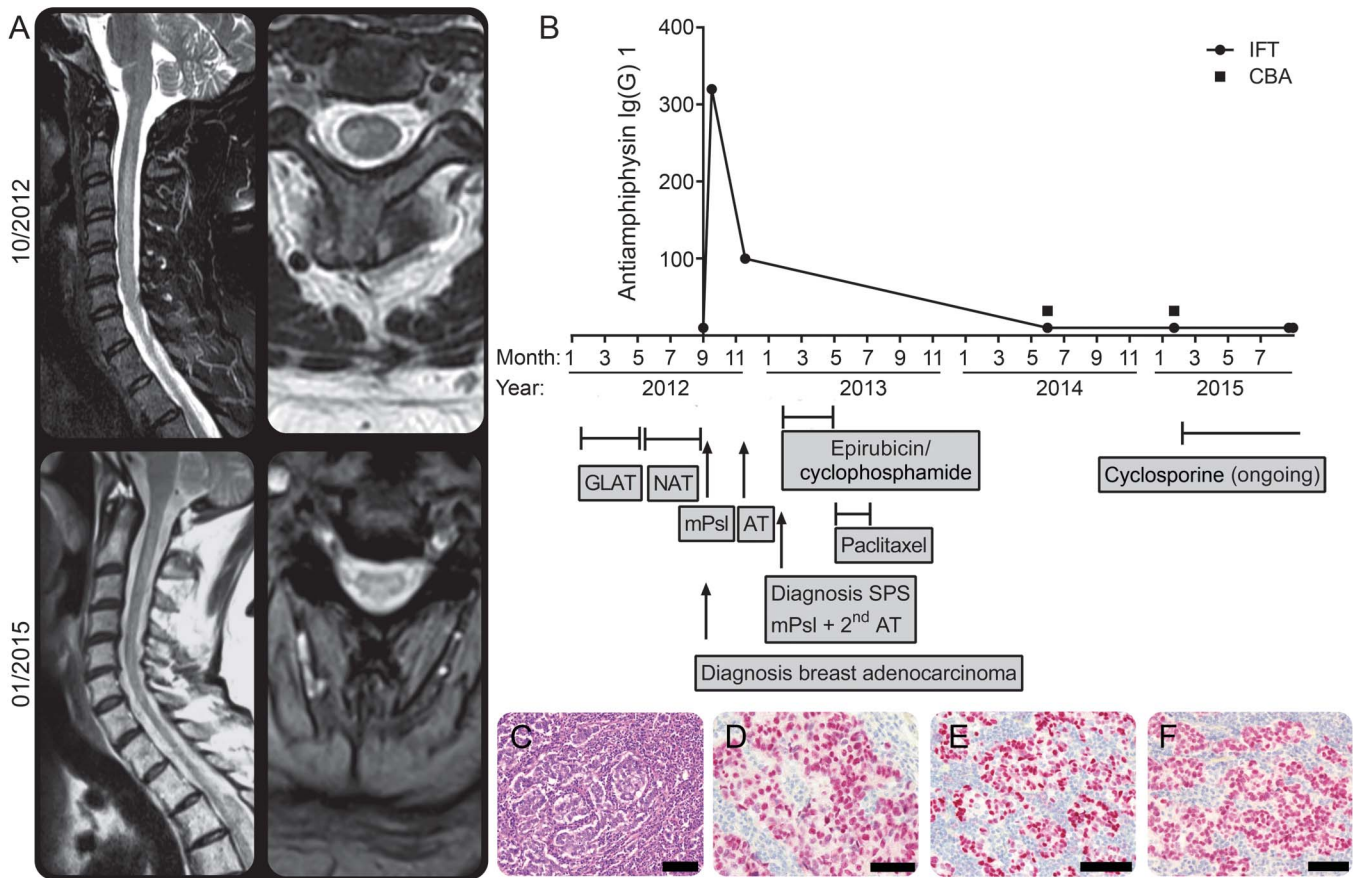 A
10/2012
01/2015
B
Antiamphiphysin Ig(G) 1
400
300
200
100
IFT
CBA
Month: 1 3 5 7 9 11 1 3 5 7 9 11 1 3 5 7 9 11 1 3 5 7
Year: 2012 2013 2014 2015
GLAT
NAT
mPsl
AT
Epirubicin/
cyclophosphamide
Paclitaxel
Cyclosporine (ongoing)
Diagnosis SPS
mPsl + 2nd AT
Diagnosis breast adenocarcinoma
C
D
E
F